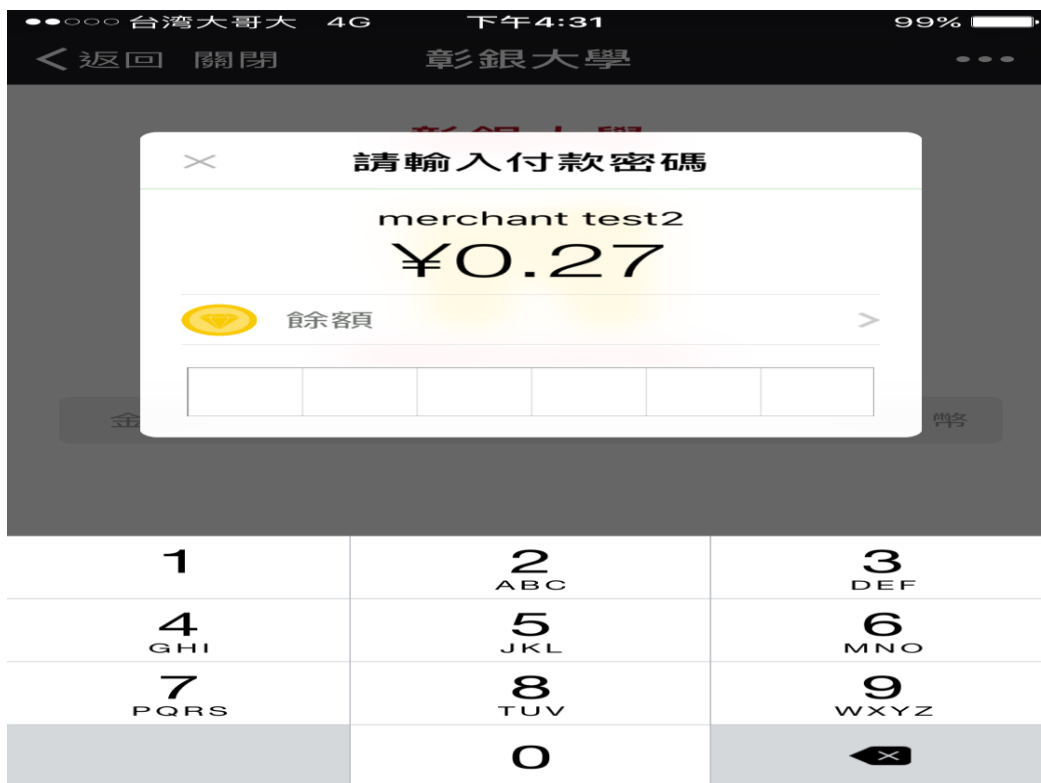 台湾大哥大 4G 下午4:31 99%
返回 關閉 彰銀大學
請輸入付款密碼
merchant test2
¥0.27
餘額
金 幣
1 2 3
ABC DEF
4 5 6
GHI JKL MNO
7 8 9
PQRS TUV WXYZ
0